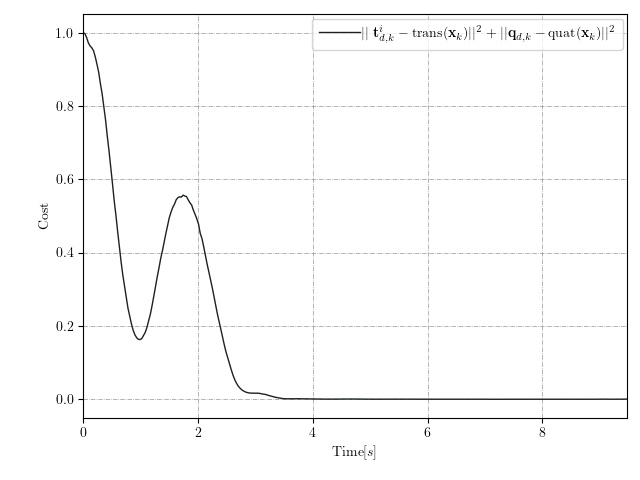 || t^i_{d,k} − trans(x_k)||² + ||q_{d,k} − quat(x_k)||²
1.0
0.8
0.6
0.4
0.2
0.0
Cost
0 2 4 6 8
Time[s]